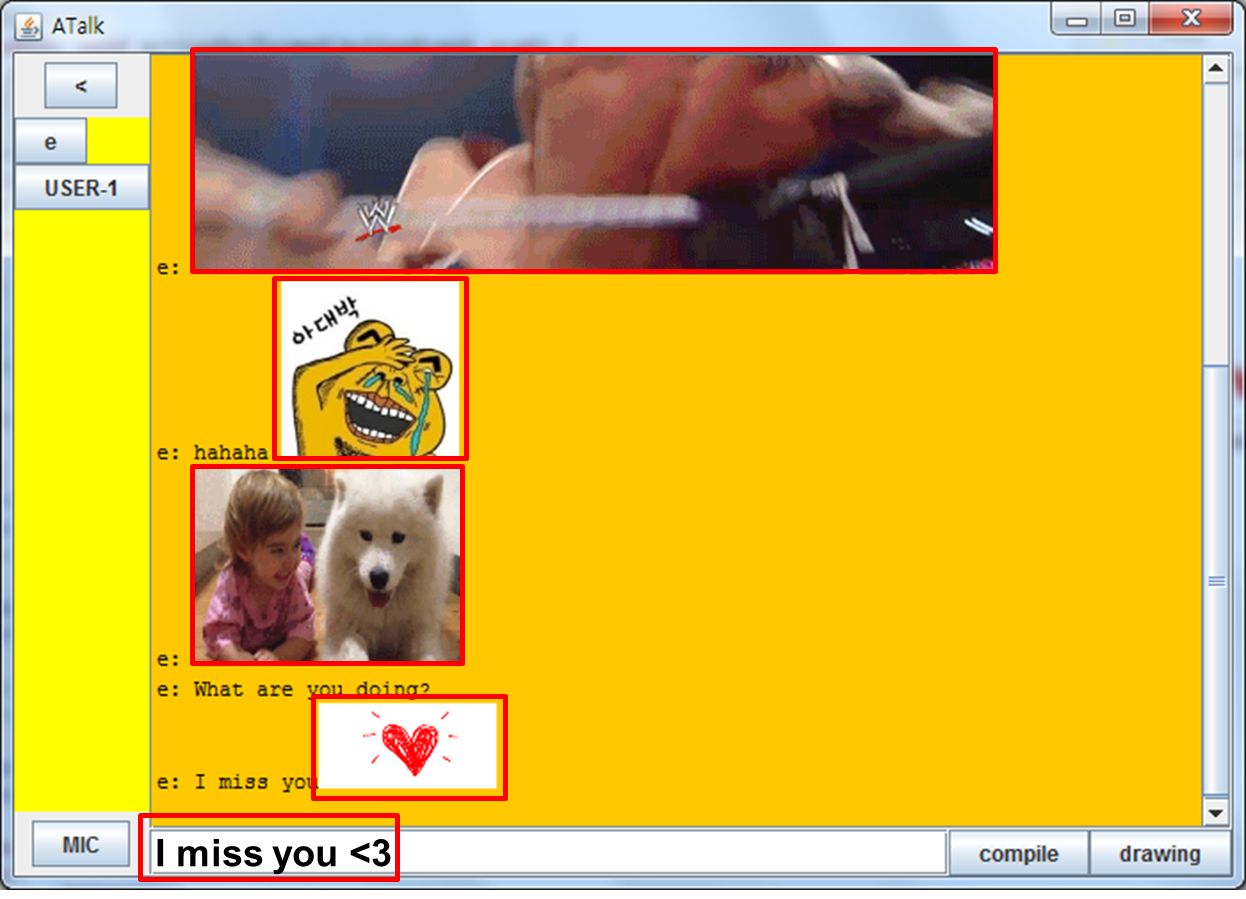 ATalk
<
e
USER-1
W
e:
아대박
e: hahaha
e:
e: What are you doing?
e: I miss you
MIC
I miss you <3
compile
drawing